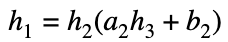 h₁ = h₂(a₂h₃ + b₂)